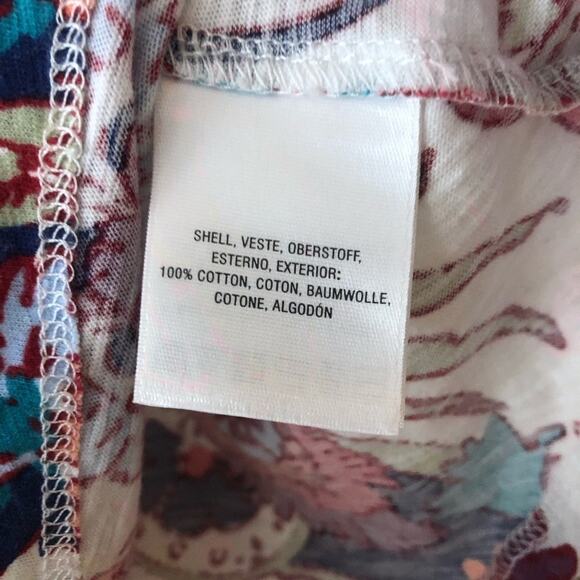 SHELL, VESTE, OBERSTOFF,
ESTERNO, EXTERIOR:
100% COTTON, COTON, BAUMWOLLE,
COTONE, ALGODÓN